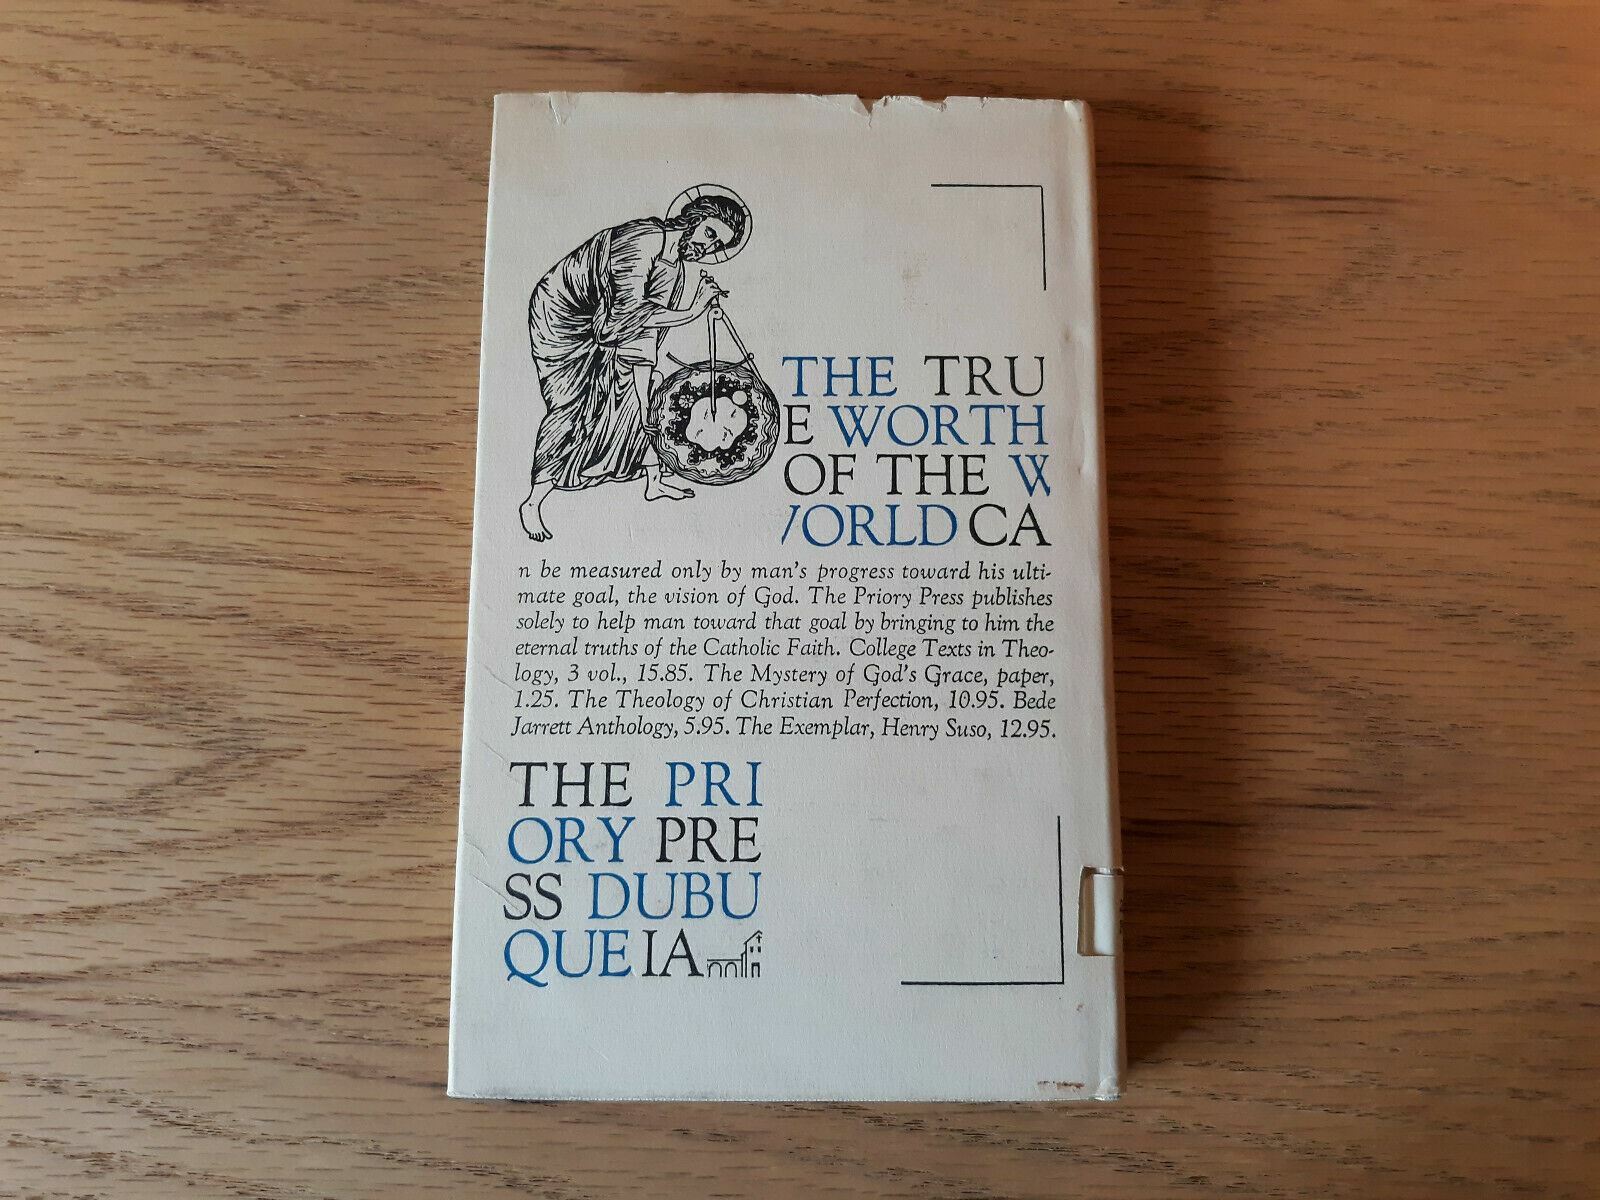 THE TRU
E WORTH
OF THE W
ORLD CA
n be measured only by man's progress toward his ulti-
mate goal, the vision of God. The Priory Press publishes
solely to help man toward that goal by bringing to him the
eternal truths of the Catholic Faith. College Texts in Theo-
logy, 3 vol., 15.85. The Mystery of God's Grace, paper,
1.25. The Theology of Christian Perfection, 10.95. Bede
Jarrett Anthology, 5.95. The Exemplar, Henry Suso, 12.95.
THE PRI
ORY PRE
SS DUBU
QUE IA